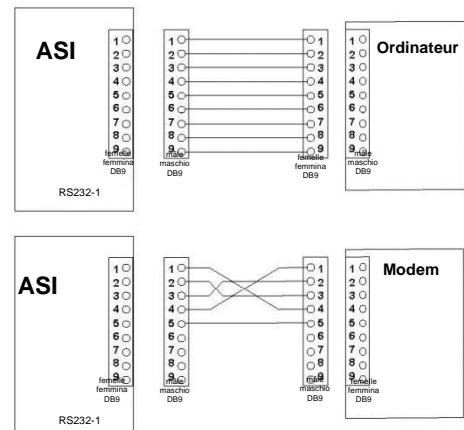 ASI
Ordinateur
1 1 1 1
2 2 2 2
3 3 3 3
4 4 4 4
5 5 5 5
6 6 6 6
7 7 7 7
8 8 8 8
9 9 9 9
femelle male femelle male
femmina maschio femmina maschio
DB9 DB9 DB9 DB9
RS232-1
ASI
Modem
1 1 1 1
2 2 2 2
3 3 3 3
4 4 4 4
5 5 5 5
6 6 6 6
7 7 7 7
8 8 8 8
9 9 9 9
femelle male male femelle
femmina maschio maschio femmina
DB9 DB9 DB9 DB9
RS232-1